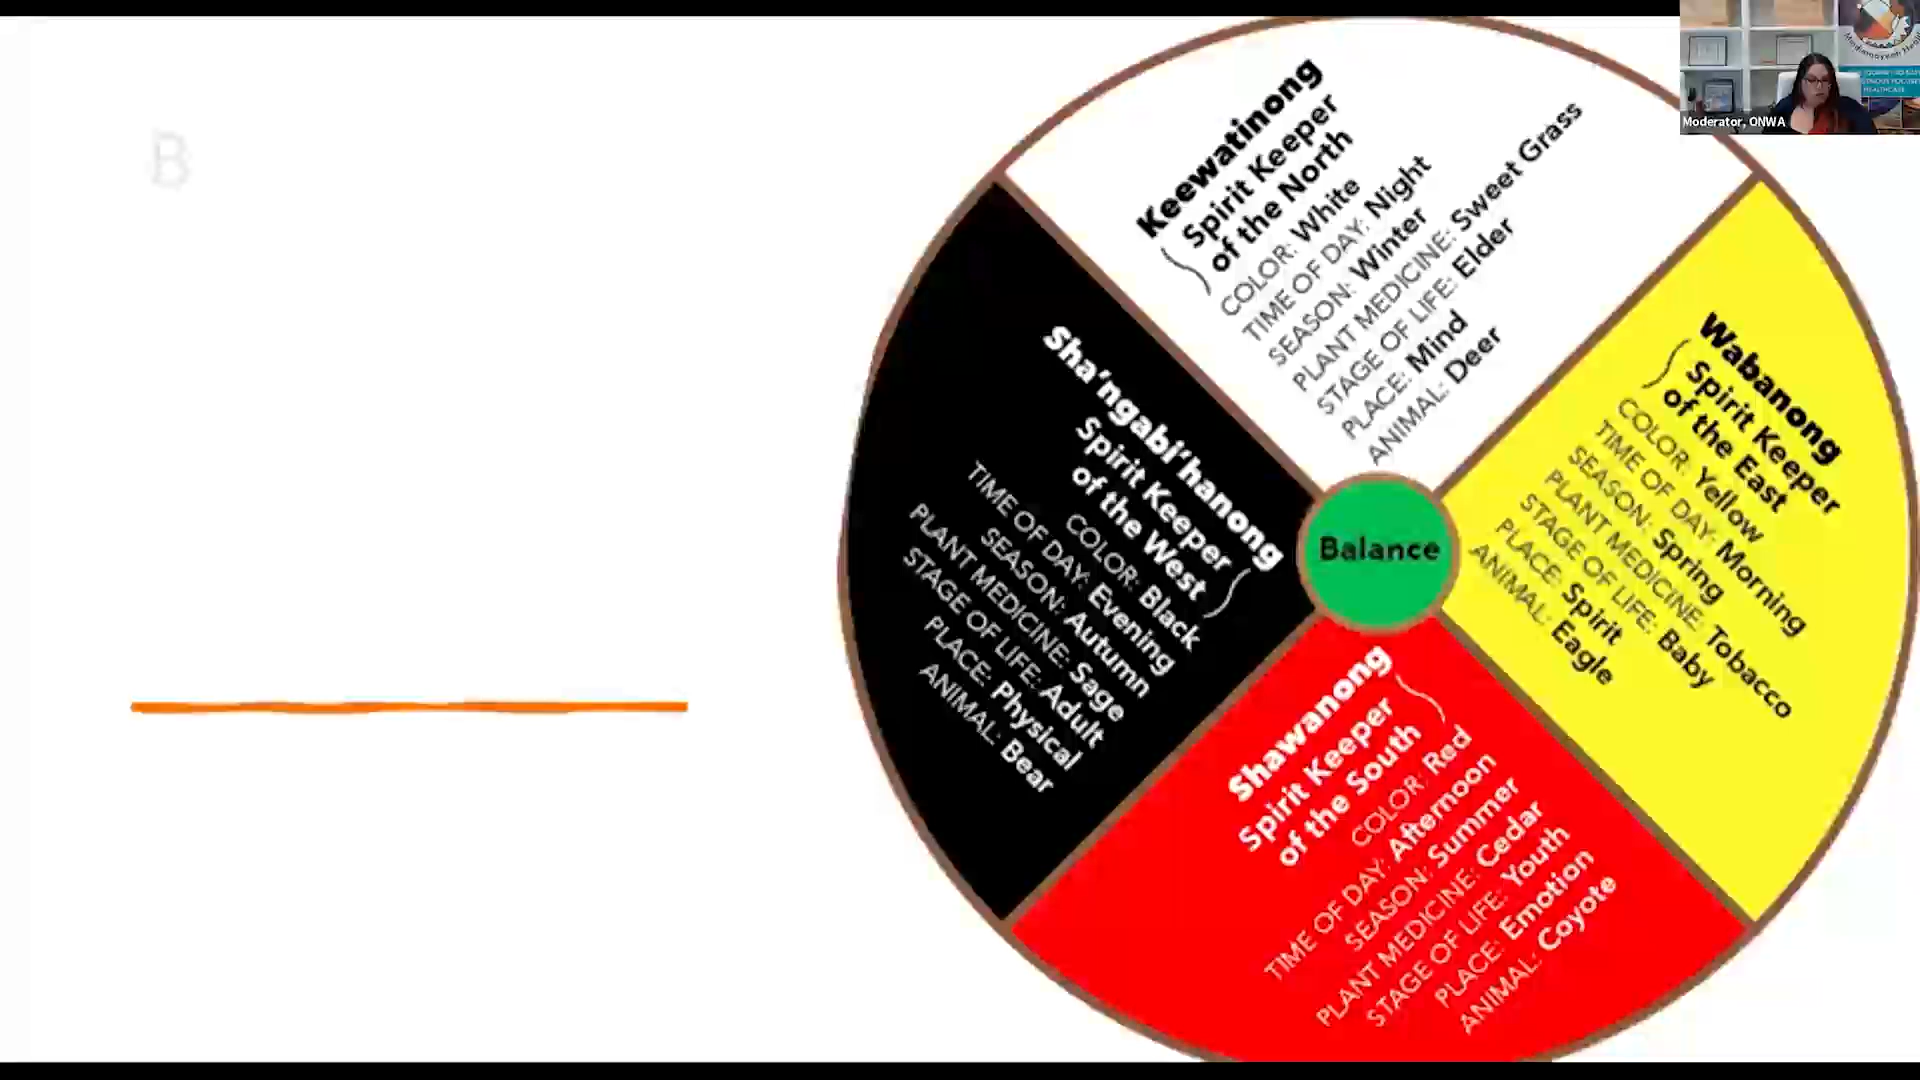 B
Keewatinong
Spirit Keeper
of the North
COLOR: White
TIME OF DAY: Night
SEASON: Winter
PLANT MEDICINE: Sweet Grass
STAGE OF LIFE: Elder
PLACE: Mind
ANIMAL: Deer
Wabanong
Spirit Keeper
of the East
COLOR: Yellow
TIME OF DAY: Morning
SEASON: Spring
PLANT MEDICINE: Tobacco
STAGE OF LIFE: Baby
PLACE: Spirit
ANIMAL: Eagle
Balance
Sha'ngabi'hanong
Spirit Keeper
of the West
COLOR: Black
TIME OF DAY: Evening
SEASON: Autumn
PLANT MEDICINE: Sage
STAGE OF LIFE: Adult
PLACE: Physical
ANIMAL: Bear
Shawanong
Spirit Keeper
of the South
COLOR: Red
TIME OF DAY: Afternoon
SEASON: Summer
PLANT MEDICINE: Cedar
STAGE OF LIFE: Youth
PLACE: Emotion
ANIMAL: Coyote
Moderator, ONWA
HEALTHCARE